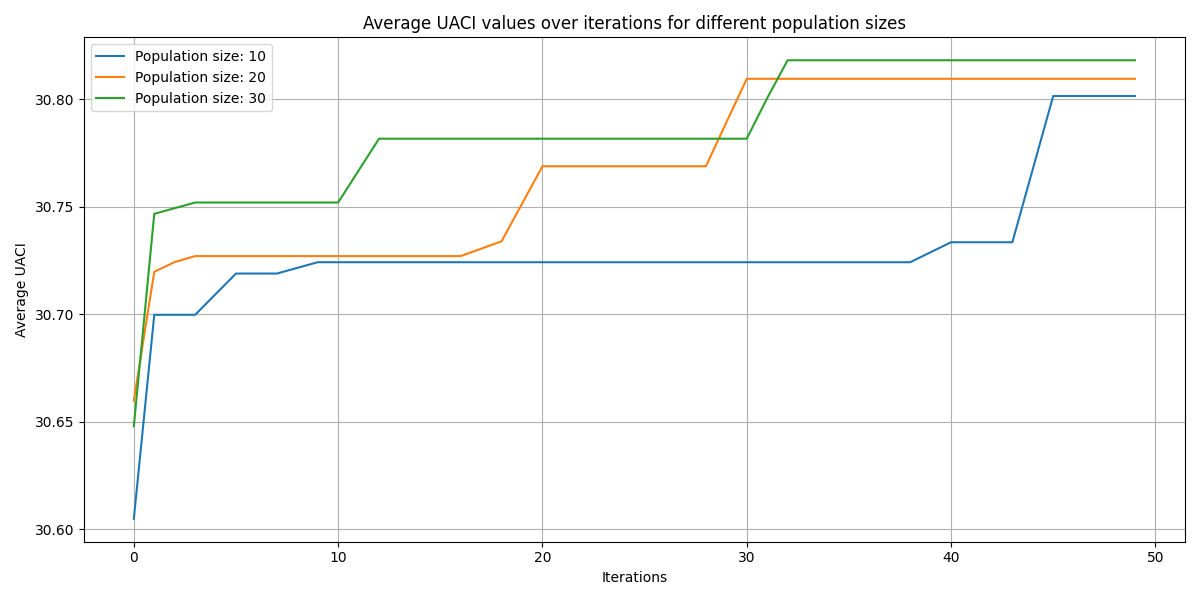 Average UACI values over iterations for different population sizes
Population size: 10
Population size: 20
Population size: 30
Average UACI
30.80
30.75
30.70
30.65
30.60
0 10 20 30 40 50
Iterations